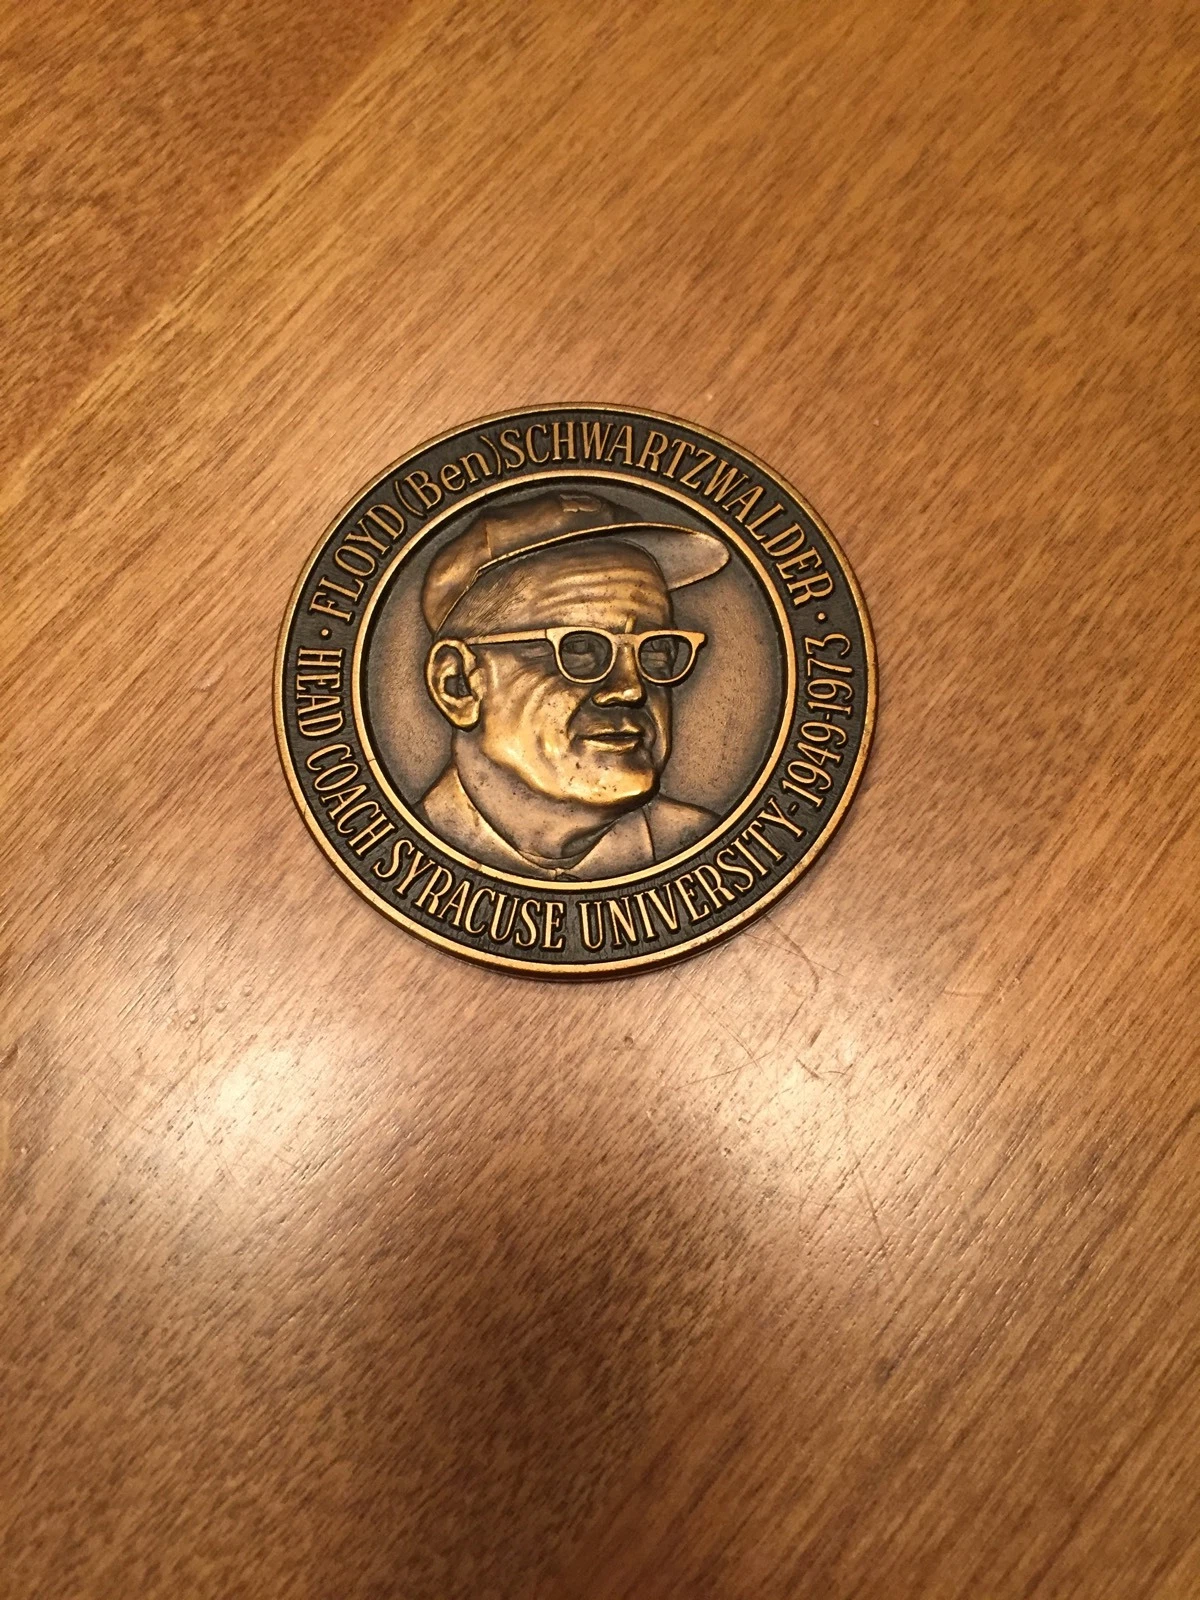 · FLOYD (Ben) SCHWARTZWALDER ·
HEAD COACH SYRACUSE UNIVERSITY-1949-1973